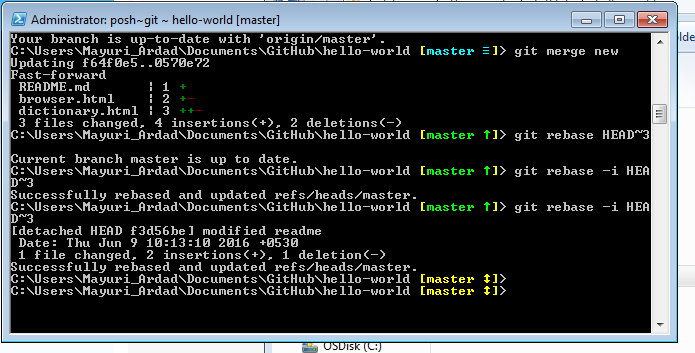 Administrator: posh~git ~ hello-world [master]
Your branch is up-to-date with 'origin/master'.
C:\Users\Mayuri_Ardad\Documents\GitHub\hello-world [master ≡]> git merge new
Updating f64f0e5..0570e72
Fast-forward
README.md | 1 +
browser.html | 2 +-
dictionary.html | 3 ++-
3 files changed, 4 insertions(+), 2 deletions(-)
C:\Users\Mayuri_Ardad\Documents\GitHub\hello-world [master ↑]> git rebase HEAD~3
Current branch master is up to date.
C:\Users\Mayuri_Ardad\Documents\GitHub\hello-world [master ↑]> git rebase -i HEA
D~3
Successfully rebased and updated refs/heads/master.
C:\Users\Mayuri_Ardad\Documents\GitHub\hello-world [master ↑]> git rebase -i HEA
D~3
[detached HEAD f3d56be] modified readme
Date: Thu Jun 9 10:13:10 2016 +0530
1 file changed, 2 insertions(+), 1 deletion(-)
Successfully rebased and updated refs/heads/master.
C:\Users\Mayuri_Ardad\Documents\GitHub\hello-world [master ↕]>
C:\Users\Mayuri_Ardad\Documents\GitHub\hello-world [master ↕]>
OSDisk (C:)